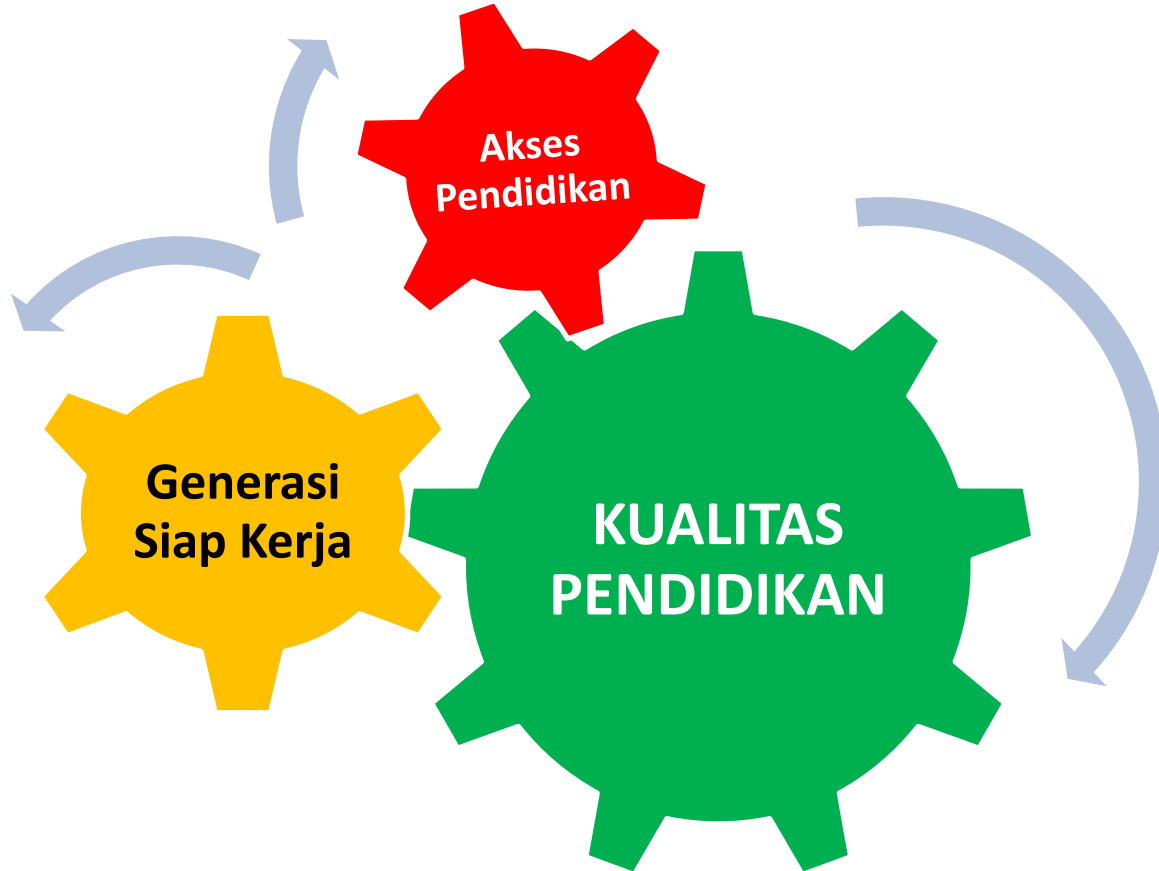 Akses
Pendidikan
Generasi
Siap Kerja
KUALITAS
PENDIDIKAN